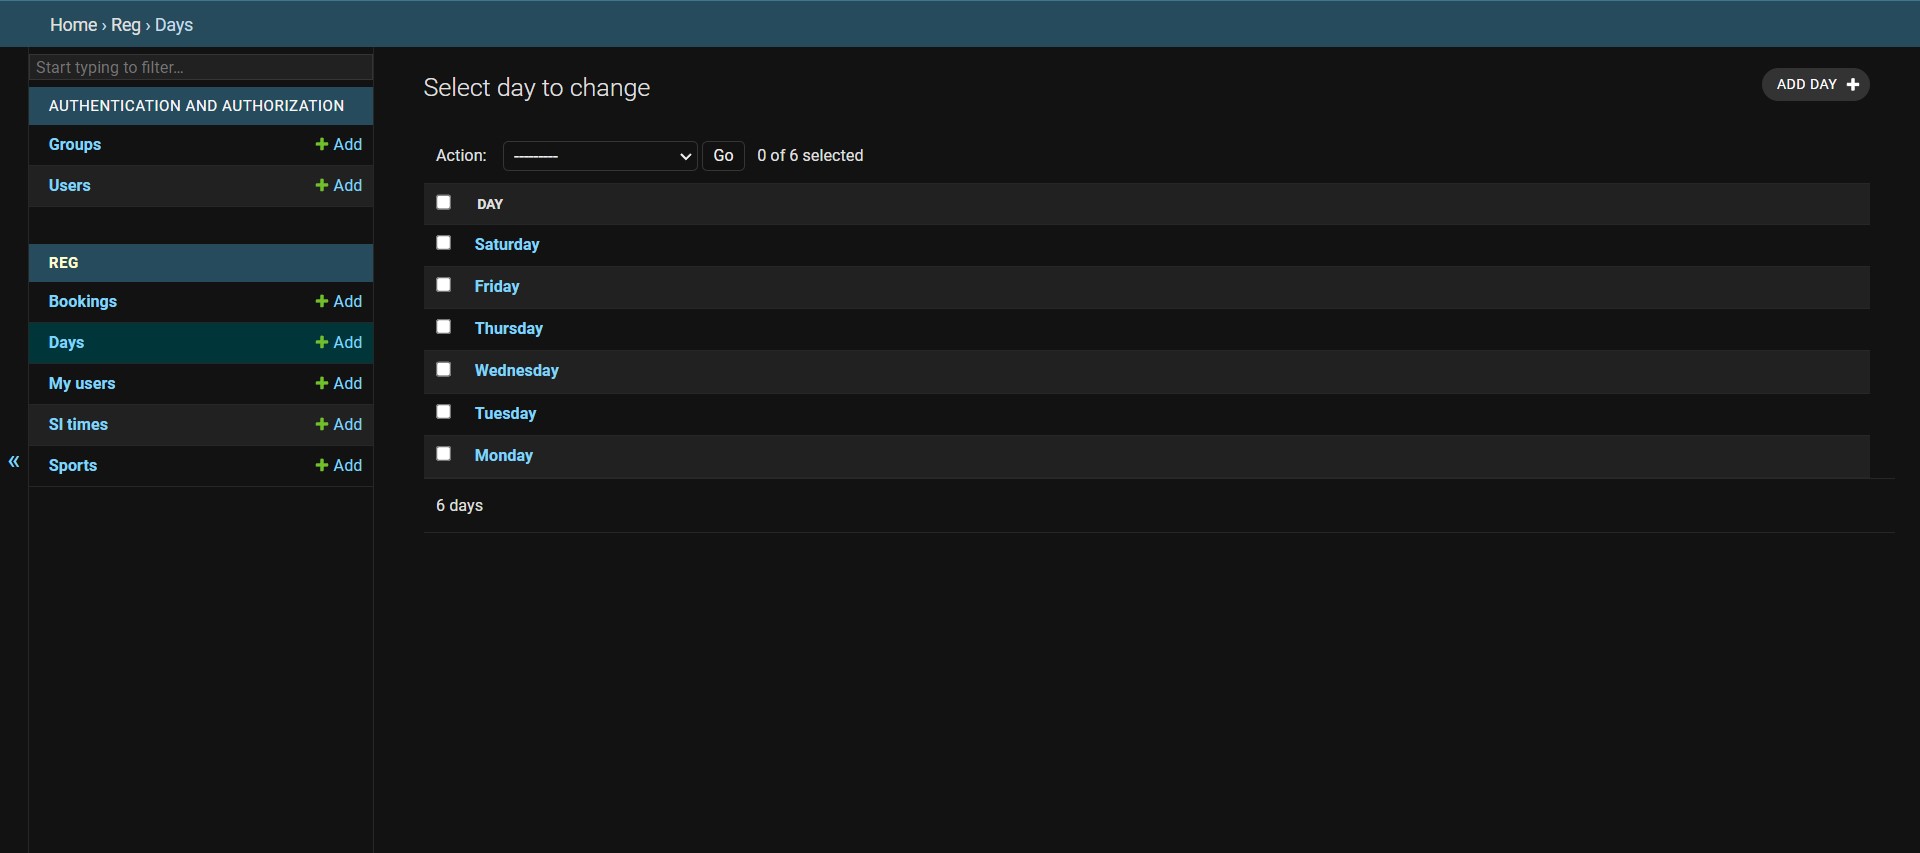 Home › Reg › Days
Start typing to filter...
AUTHENTICATION AND AUTHORIZATION
Groups + Add
Users + Add
REG
Bookings + Add
Days + Add
My users + Add
Sl times + Add
Sports + Add
«
Select day to change
ADD DAY +
Action: --------- Go 0 of 6 selected
DAY
Saturday
Friday
Thursday
Wednesday
Tuesday
Monday
6 days